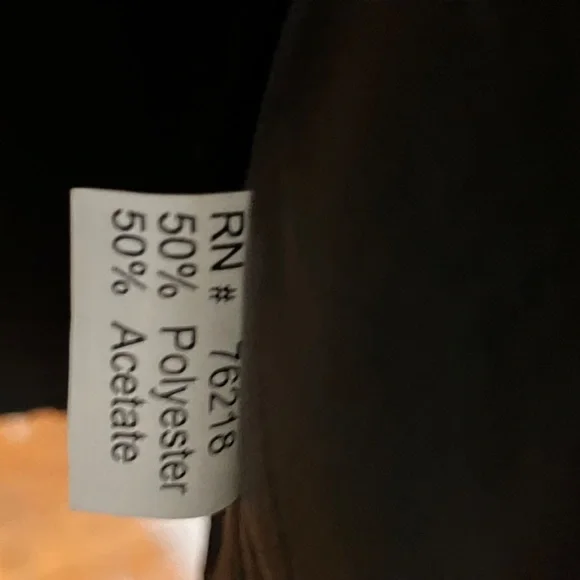 RN # 76218
50% Polyester
50% Acetate